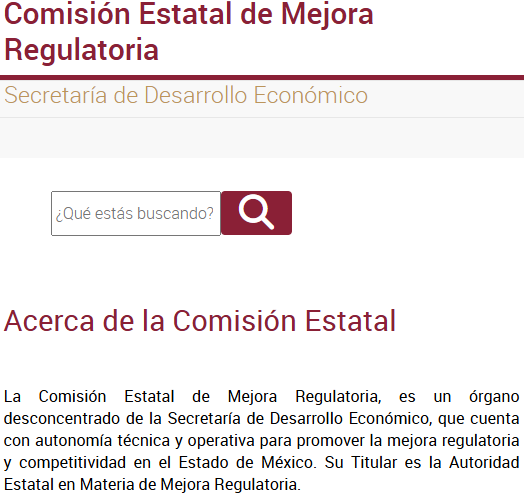 Comisión Estatal de Mejora
Regulatoria
Secretaría de Desarrollo Económico
¿Qué estás buscando?
Acerca de la Comisión Estatal
La Comisión Estatal de Mejora Regulatoria, es un órgano
desconcentrado de la Secretaría de Desarrollo Económico, que cuenta
con autonomía técnica y operativa para promover la mejora regulatoria
y competitividad en el Estado de México. Su Titular es la Autoridad
Estatal en Materia de Mejora Regulatoria.